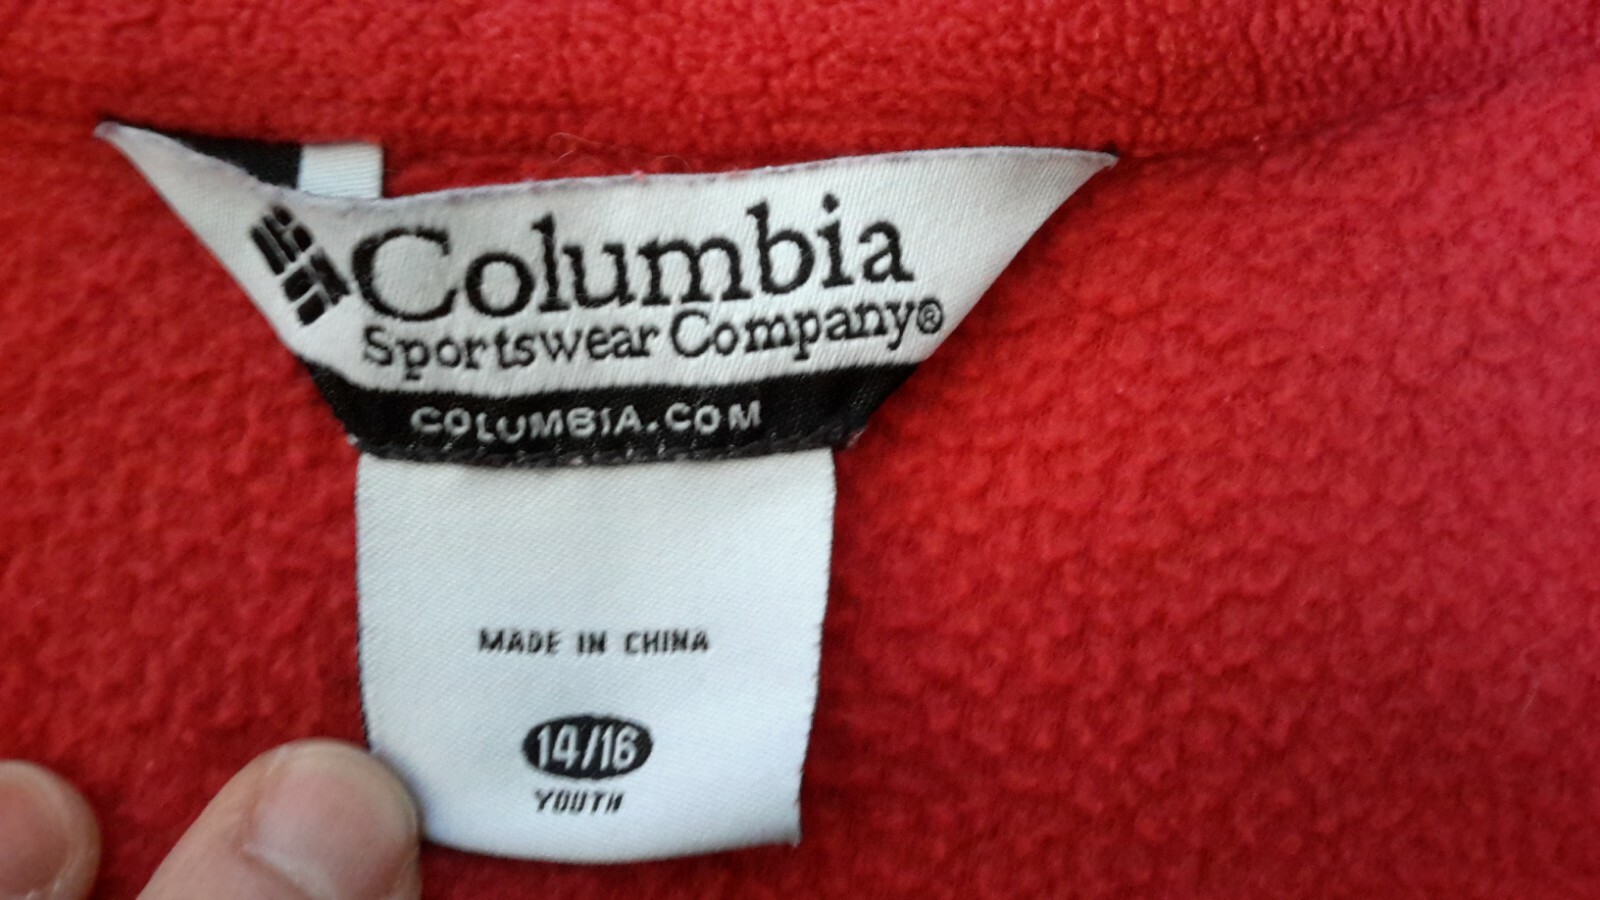 Columbia
Sportswear Company®
COLUMBIA.COM
MADE IN CHINA
14/16
YOUTH